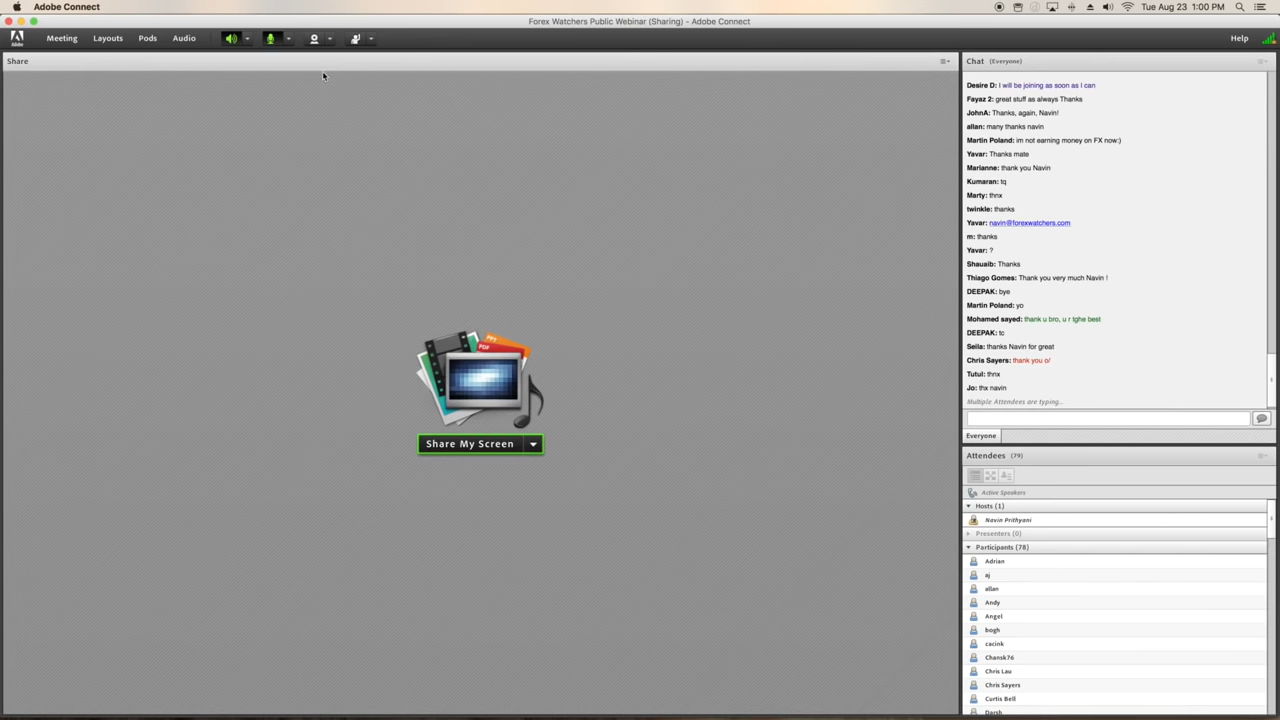 Adobe Connect
Tue Aug 23 1:00 PM
Forex Watchers Public Webinar (Sharing) - Adobe Connect
Adobe
Meeting
Layouts
Pods
Audio
Help
Share
Chat (Everyone)
Desire D: I will be joining as soon as I can
Fayaz 2: great stuff as always Thanks
JohnA: Thanks, again, Navin!
allan: many thanks navin
Martin Poland: im not earning money on FX now:)
Yavar: Thanks mate
Marianne: thank you Navin
Kumaran: tq
Marty: thnx
twinkle: thanks
Yavar: navin@forexwatchers.com
m: thanks
Yavar: ?
Shauaib: Thanks
Thiago Gomes: Thank you very much Navin !
DEEPAK: bye
Martin Poland: yo
Mohamed sayed: thank u bro, u r tghe best
DEEPAK: tc
Seila: thanks Navin for great
Chris Sayers: thank you o/
Tutul: thnx
Jo: thx navin
Multiple Attendees are typing...
Everyone
PPT
PDF
Share My Screen
Attendees (79)
Active Speakers
Hosts (1)
Navin Prithyani
Presenters (0)
Participants (78)
Adrian
aj
allan
Andy
Angel
bogh
cacink
Chansk76
Chris Lau
Chris Sayers
Curtis Bell
Darsh